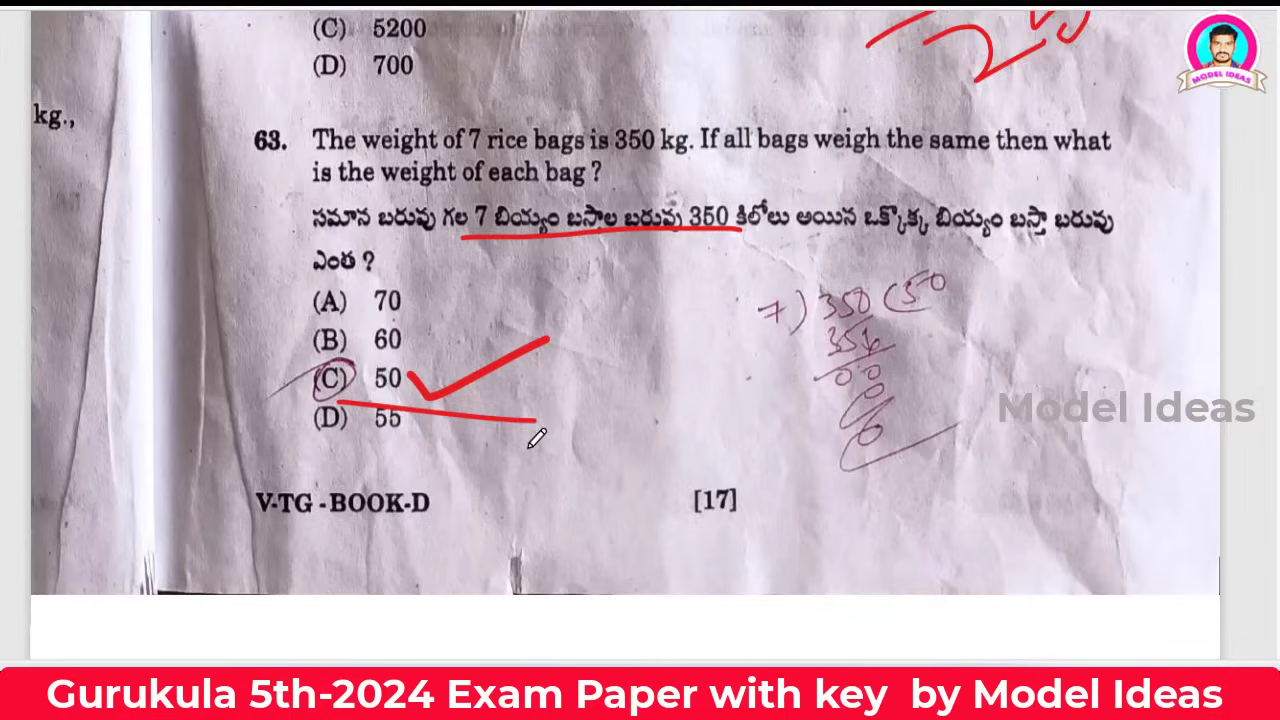 (C) 5200
(D) 700
kg.,
63. The weight of 7 rice bags is 350 kg. If all bags weigh the same then what
is the weight of each bag ?
సమాన బరువు గల 7 బియ్యం బస్తాల బరువు 350 కిలోలు అయిన ఒక్కొక్క బియ్యం బస్తా బరువు
ఎంత ?
(A) 70
(B) 60
(C) 50
(D) 55
7) 350 (50
350
00
V-TG - BOOK-D [17]
MODEL IDEAS
Model Ideas
Gurukula 5th-2024 Exam Paper with key by Model Ideas